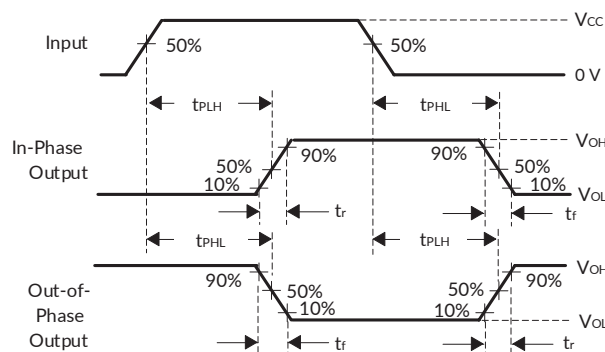 VCC
Input
50%
50%
0 V
tPLH
tPHL
In-Phase
Output
VOH
90%
90%
50%
50%
10%
10%
VOL
tr
tf
tPHL
tPLH
VOH
90%
90%
Out-of-
Phase
Output
50%
50%
10%
10%
VOL
tf
tr